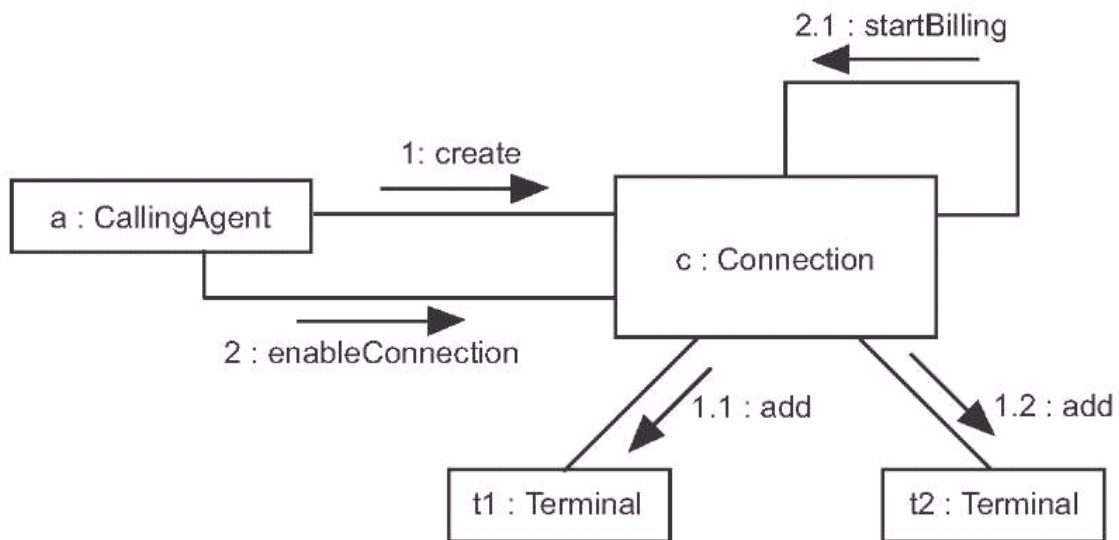 2.1 : startBilling
1: create
a : CallingAgent
c : Connection
2 : enableConnection
1.1 : add
1.2 : add
t1 : Terminal
t2 : Terminal